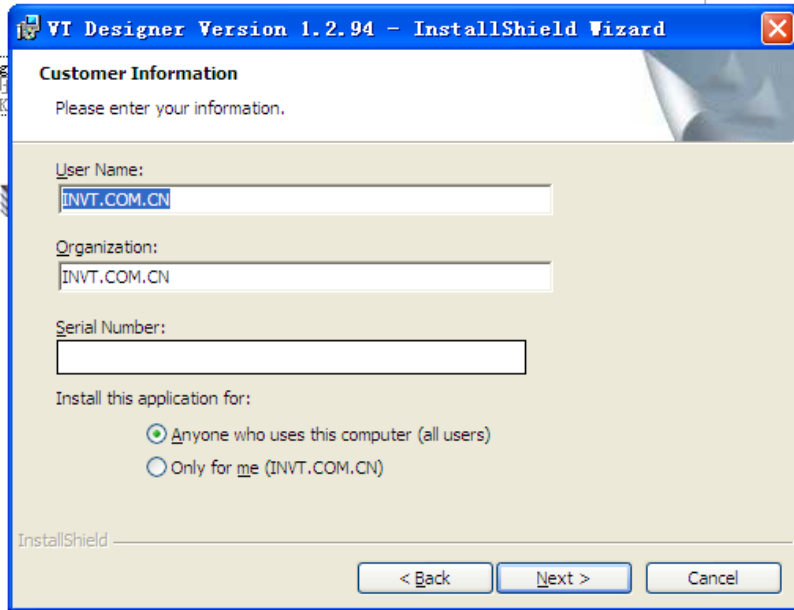 VT Designer Version 1.2.94 - InstallShield Wizard
Customer Information
Please enter your information.
User Name:
INVT.COM.CN
Organization:
INVT.COM.CN
Serial Number:
Install this application for:
Anyone who uses this computer (all users)
Only for me (INVT.COM.CN)
InstallShield
< Back
Next >
Cancel